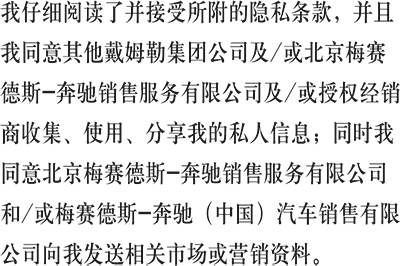 我仔细阅读了并接受所附的隐私条款，并且
我同意其他戴姆勒集团公司及/或北京梅赛
德斯-奔驰销售服务有限公司及/或授权经销
商收集、使用、分享我的私人信息；同时我
同意北京梅赛德斯-奔驰销售服务有限公司
和/或梅赛德斯-奔驰（中国）汽车销售有限
公司向我发送相关市场或营销资料。